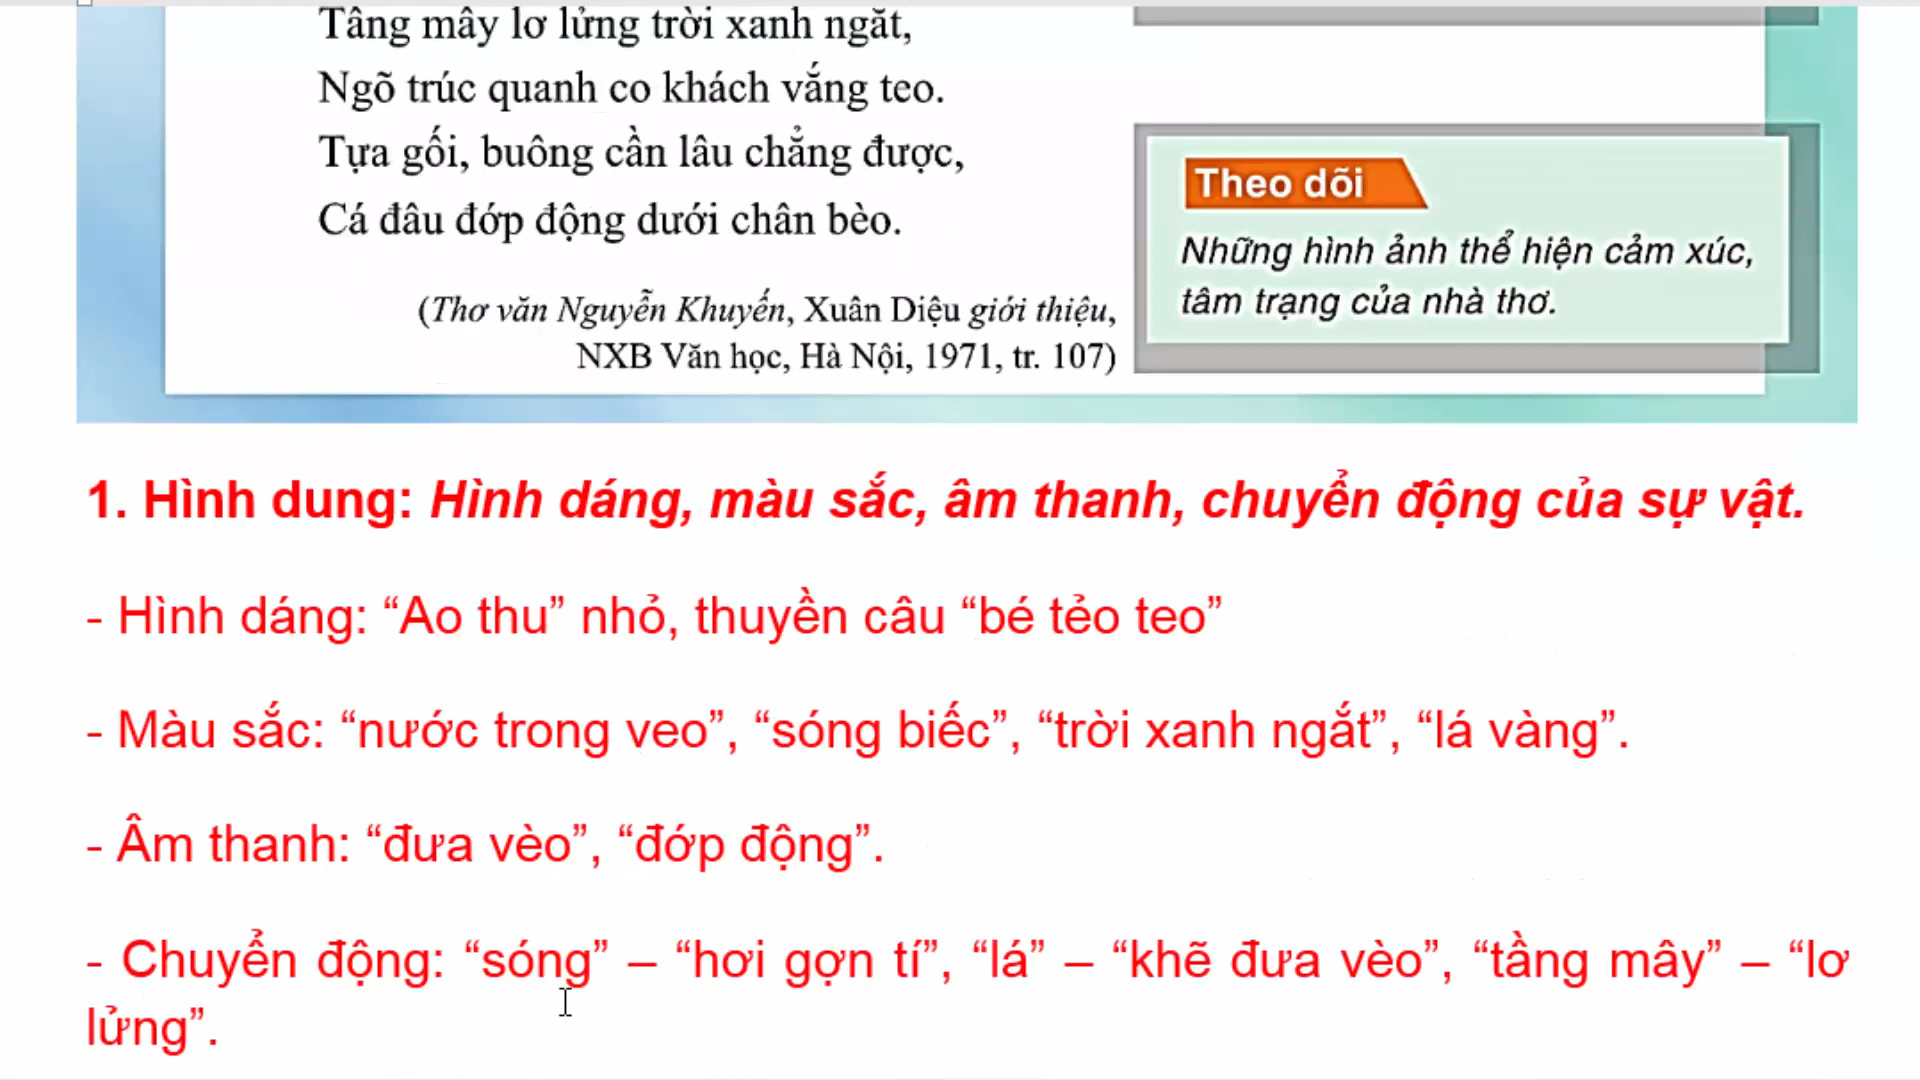 Tầng mây lơ lửng trời xanh ngắt,
Ngõ trúc quanh co khách vắng teo.
Tựa gối, buông cần lâu chẳng được,
Cá đâu đớp động dưới chân bèo.
(Thơ văn Nguyễn Khuyến, Xuân Diệu giới thiệu,
NXB Văn học, Hà Nội, 1971, tr. 107)
Theo dõi
Những hình ảnh thể hiện cảm xúc,
tâm trạng của nhà thơ.
1. Hình dung: Hình dáng, màu sắc, âm thanh, chuyển động của sự vật.
- Hình dáng: “Ao thu” nhỏ, thuyền câu “bé tẻo teo”
- Màu sắc: “nước trong veo”, “sóng biếc”, “trời xanh ngắt”, “lá vàng”.
- Âm thanh: “đưa vèo”, “đớp động”.
- Chuyển động: “sóng” – “hơi gợn tí”, “lá” – “khẽ đưa vèo”, “tầng mây” – “lơ
lửng”.